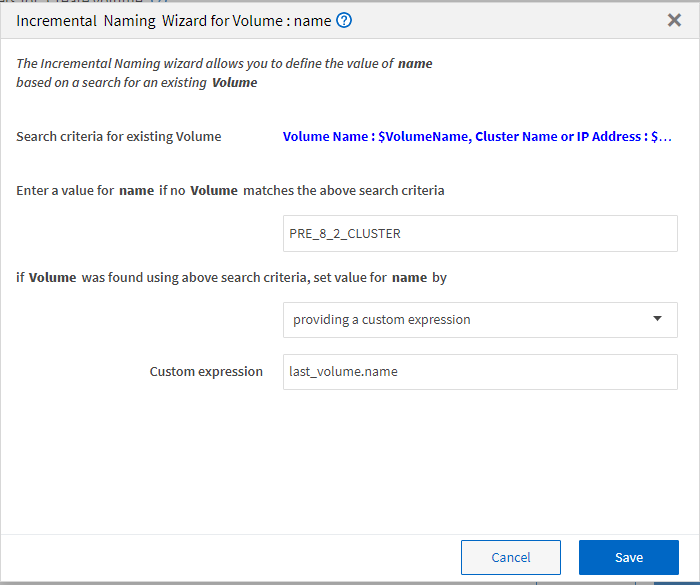 Incremental Naming Wizard for Volume : name ?
The Incremental Naming wizard allows you to define the value of name
based on a search for an existing Volume
Search criteria for existing Volume
Volume Name : $VolumeName, Cluster Name or IP Address : $...
Enter a value for name if no Volume matches the above search criteria
PRE_8_2_CLUSTER
if Volume was found using above search criteria, set value for name by
providing a custom expression
Custom expression
last_volume.name
Cancel
Save